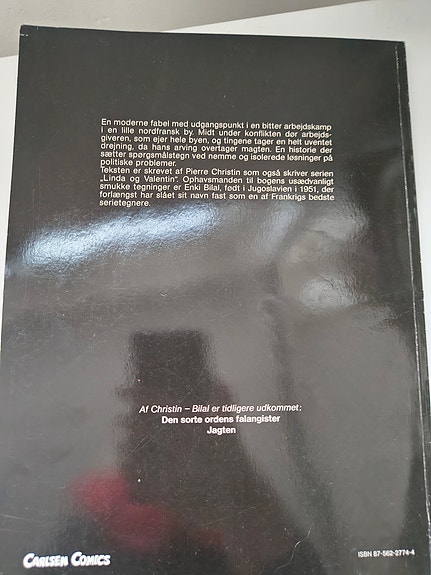 En moderne fabel med udgangspunkt i en bitter arbejdskamp
i en lille nordfransk by. Midt under konflikten dør arbejds-
giveren, som ejer hele byen, og tingene tager en helt uventet
drejning, da hans arving overtager magten. En historie der
sætter spørgsmålstegn ved nemme og isolerede løsninger på
politiske problemer.
Teksten er skrevet af Pierre Christin som også skriver serien
„Linda og Valentin”. Ophavsmanden til bogens usædvanligt
smukke tegninger er Enki Bilal, født i Jugoslavien i 1951, der
forlængst har slået sit navn fast som en af Frankrigs bedste
serietegnere.
Af Christin – Bilal er tidligere udkommet:
Den sorte ordens falangister
Jagten
CARLSEN COMICS
ISBN 87-562-2774-4